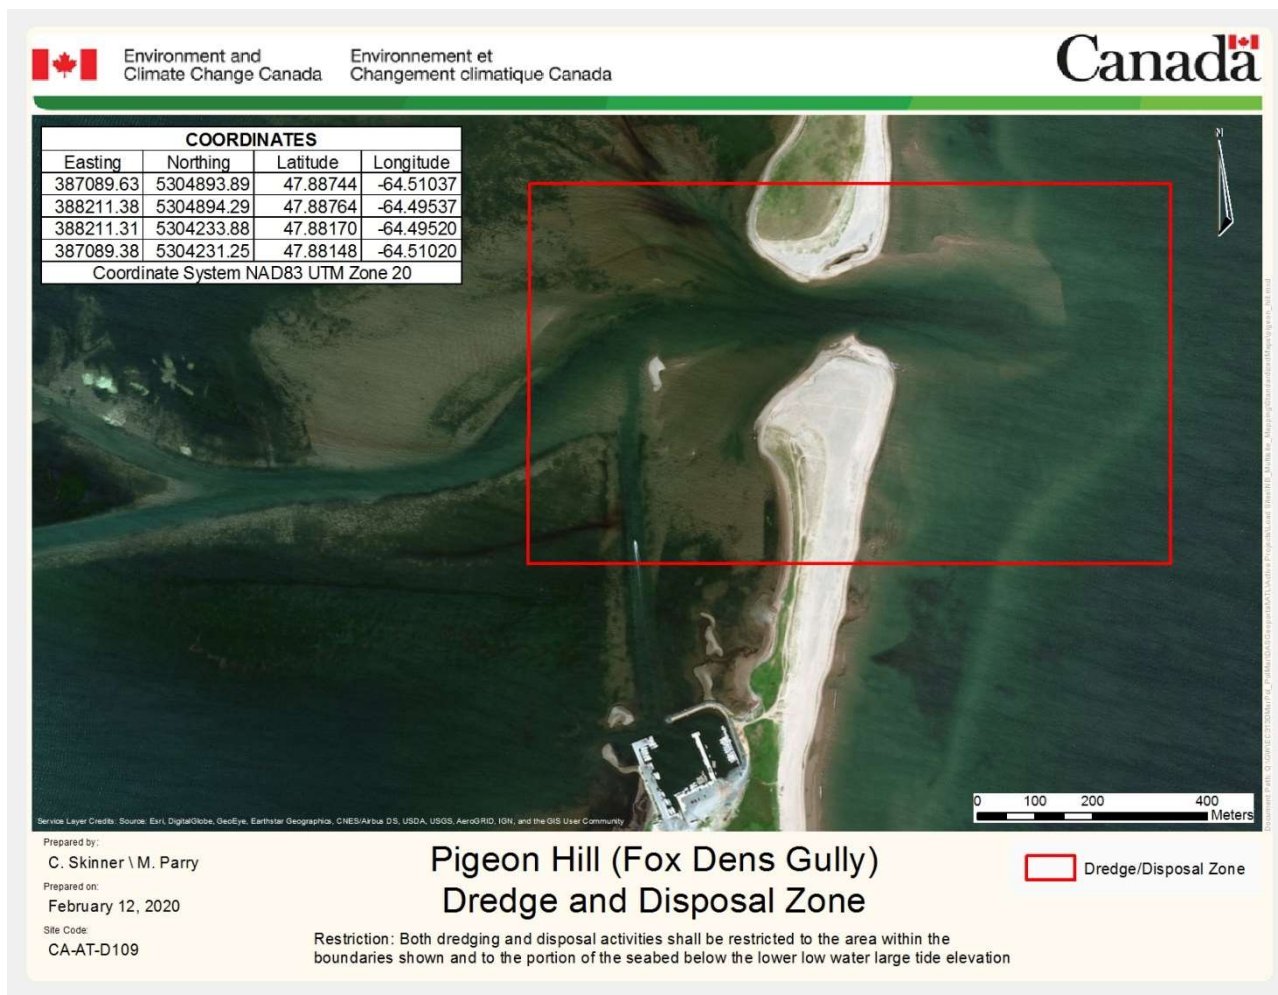 Environment and
Climate Change Canada
Environnement et
Changement climatique Canada
Canada
COORDINATES
Easting Northing Latitude Longitude
387089.63 5304893.89 47.88744 -64.51037
388211.38 5304894.29 47.88764 -64.49537
388211.31 5304233.88 47.88170 -64.49520
387089.38 5304231.25 47.88148 -64.51020
Coordinate System NAD83 UTM Zone 20
N
0 100 200 400
Meters
Service Layer Credits: Source: Esri, DigitalGlobe, GeoEye, Earthstar Geographics, CNES/Airbus DS, USDA, USGS, AeroGRID, IGN, and the GIS User Community
Prepared by:
C. Skinner \ M. Parry
Prepared on:
February 12, 2020
Site Code:
CA-AT-D109
Pigeon Hill (Fox Dens Gully)
Dredge and Disposal Zone
Restriction: Both dredging and disposal activities shall be restricted to the area within the
boundaries shown and to the portion of the seabed below the lower low water large tide elevation
Dredge/Disposal Zone